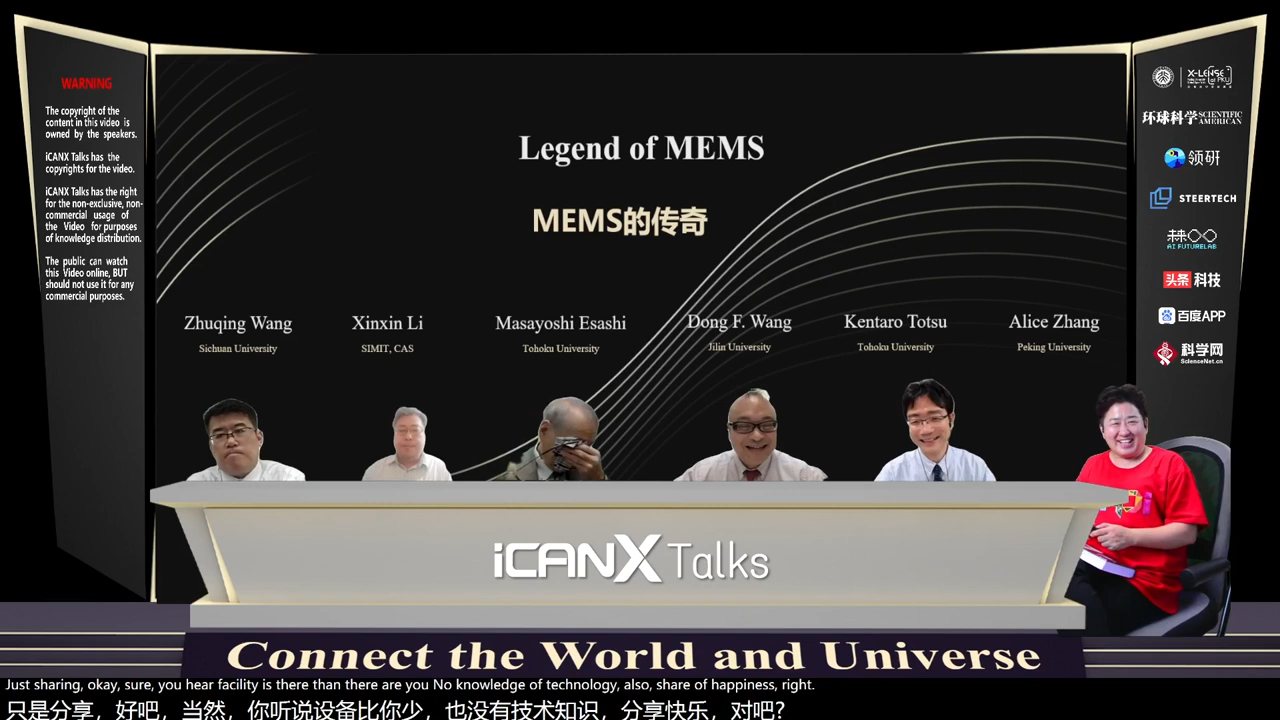 WARNING
The copyright of the
content in this video is
owned by the speakers.
iCANX Talks has the
copyrights for the video.
iCANX Talks has the right
for the non-exclusive, non-
commercial usage of
the Video for purposes
of knowledge distribution.
The public can watch
this Video online, BUT
should not use it for any
commercial purposes.
Legend of MEMS
MEMS的传奇
Zhuqing Wang
Sichuan University
Xinxin Li
SIMIT, CAS
Masayoshi Esashi
Tohoku University
Dong F. Wang
Jilin University
Kentaro Totsu
Tohoku University
Alice Zhang
Peking University
X-LENSE
at PKU
环球科学 SCIENTIFIC
AMERICAN
领研
STEERTECH
AI FUTURELAB
头条 科技
百度APP
科学网
ScienceNet.cn
iCANX Talks
Connect the World and Universe
Just sharing, okay, sure, you hear facility is there than there are you No knowledge of technology, also, share of happiness, right.
只是分享，好吧，当然，你听说设备比你少，也没有技术知识，分享快乐，对吧?